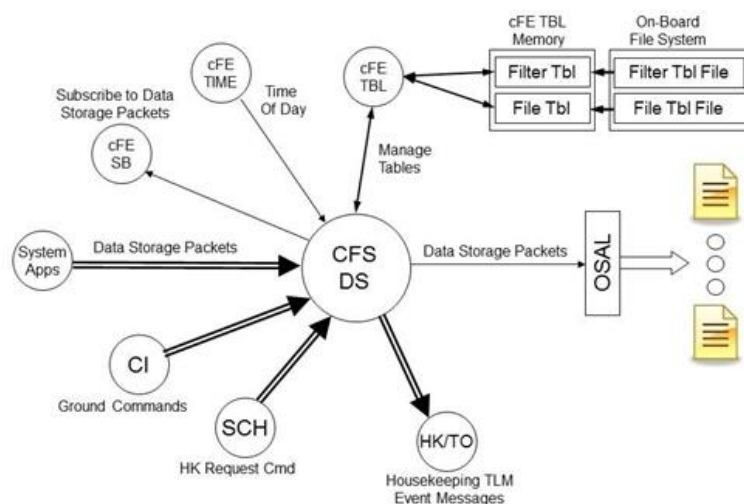 cFE TBL
Memory
On-Board
File System
cFE
TIME
cFE
TBL
Filter Tbl
Filter Tbl File
File Tbl
File Tbl File
Subscribe to Data
Storage Packets
Time
Of Day
cFE
SB
Manage
Tables
System
Apps
Data Storage Packets
CFS
DS
Data Storage Packets
OSAL
CI
Ground Commands
SCH
HK Request Cmd
HK/TO
Housekeeping TLM
Event Messages